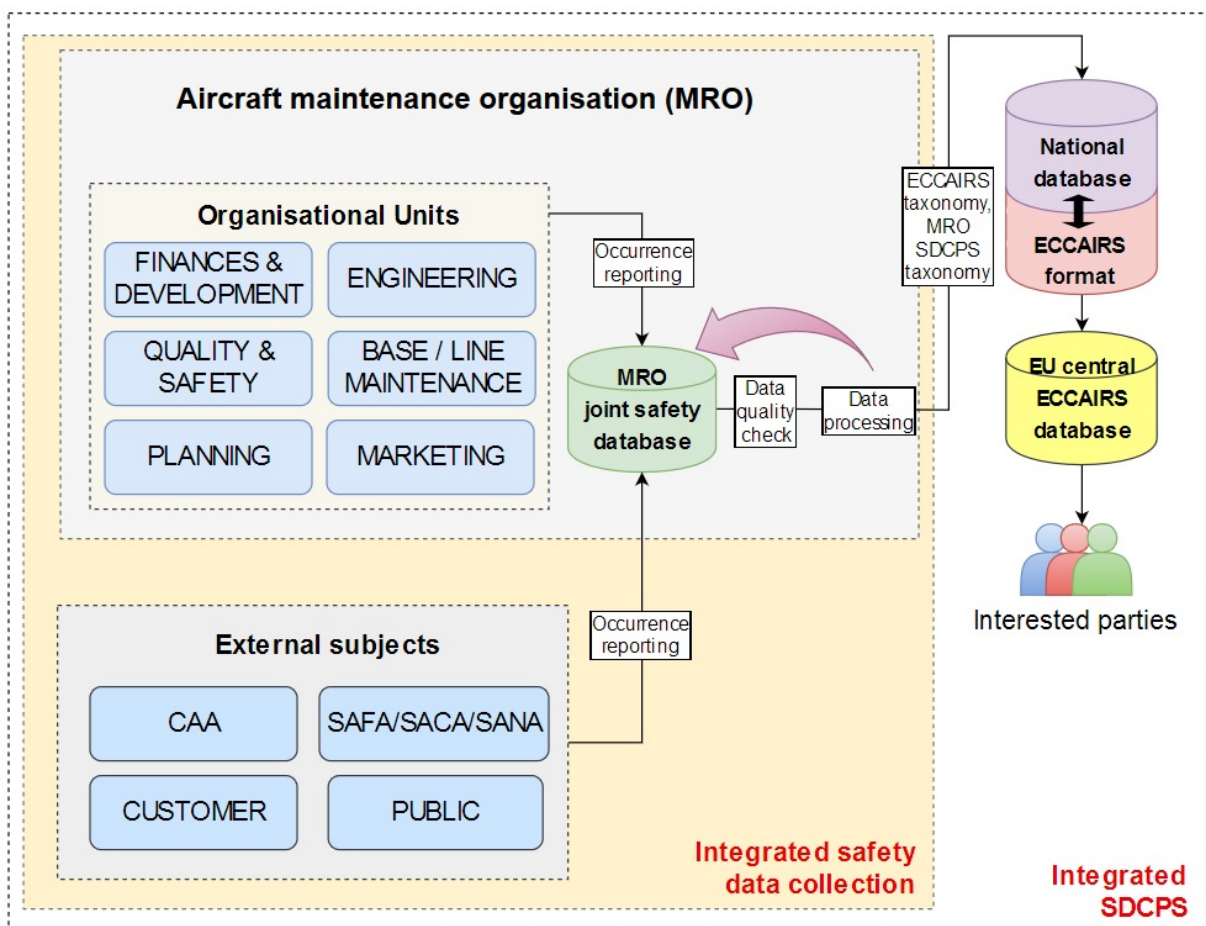 Aircraft maintenance organisation (MRO)
Organisational Units
FINANCES &
DEVELOPMENT
ENGINEERING
QUALITY &
SAFETY
BASE / LINE
MAINTENANCE
PLANNING
MARKETING
Occurrence
reporting
MRO
joint safety
database
Data
quality
check
Data
processing
ECCAIRS
taxonomy,
MRO
SDCPS
taxonomy
National
database
ECCAIRS
format
EU central
ECCAIRS
database
Interested parties
External subjects
CAA
SAFA/SACA/SANA
CUSTOMER
PUBLIC
Occurrence
reporting
Integrated safety
data collection
Integrated
SDCPS